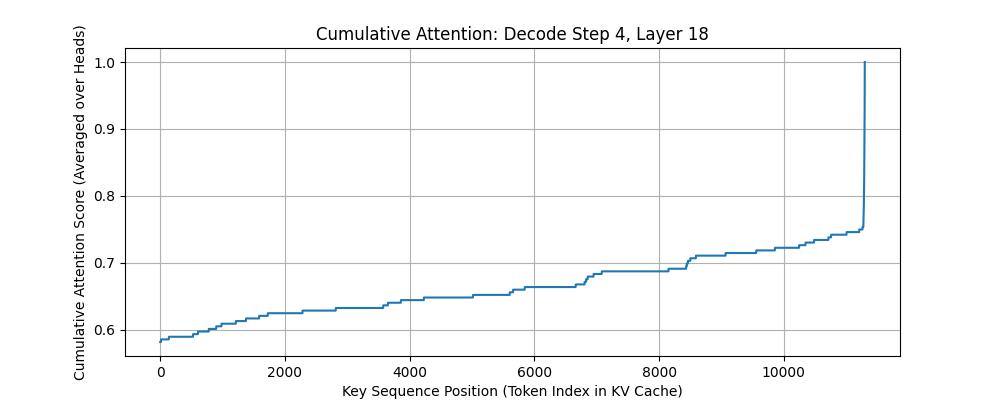 Cumulative Attention: Decode Step 4, Layer 18
Cumulative Attention Score (Averaged over Heads)
1.0
0.9
0.8
0.7
0.6
0 2000 4000 6000 8000 10000
Key Sequence Position (Token Index in KV Cache)